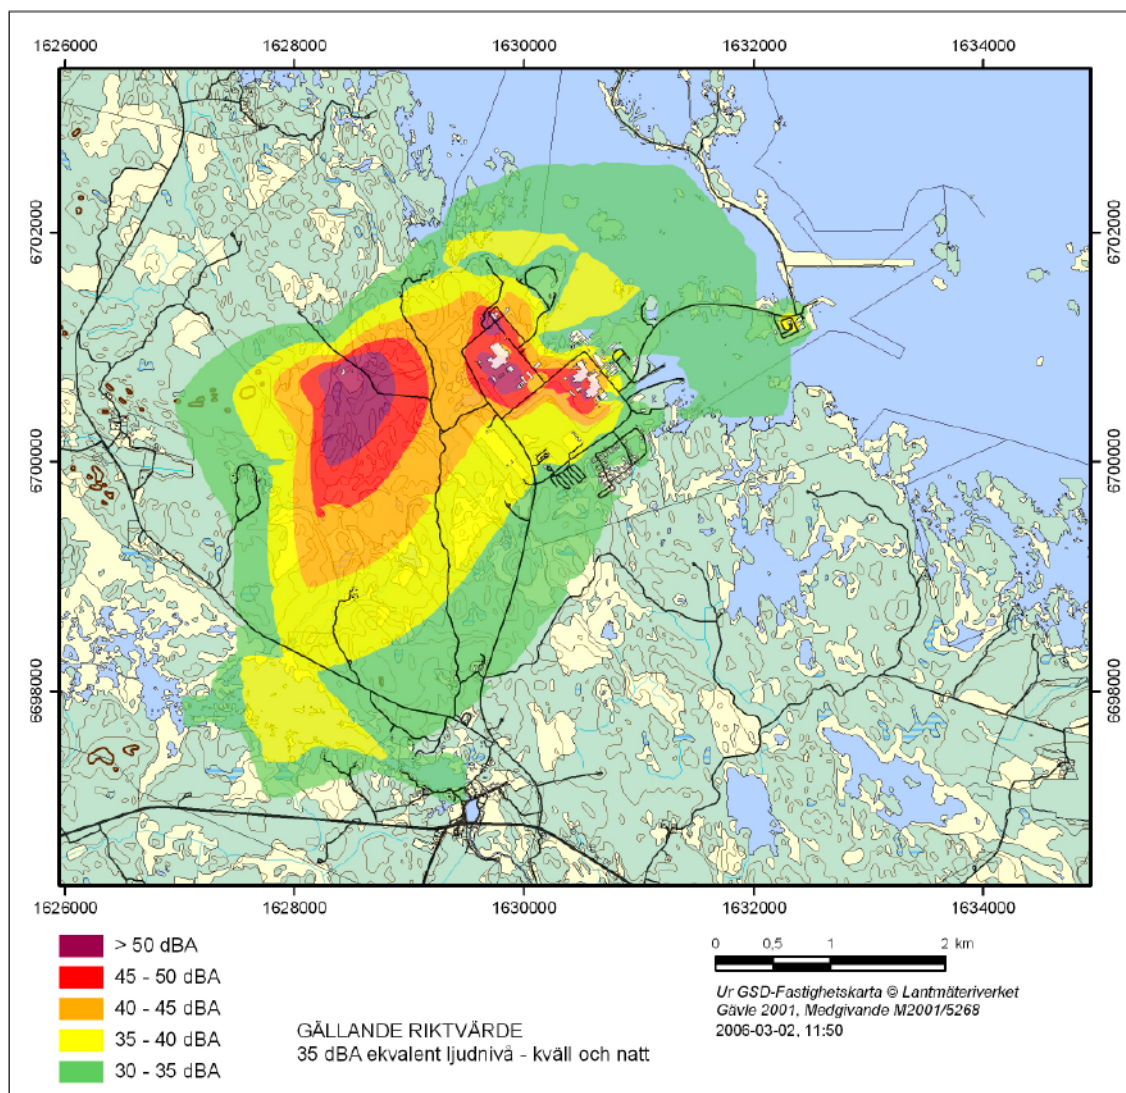 1626000 1628000 1630000 1632000 1634000
6702000 6702000
6700000 6700000
6698000 6698000
1626000 1628000 1630000 1632000 1634000
> 50 dBA
45 - 50 dBA
40 - 45 dBA
35 - 40 dBA
30 - 35 dBA
GÄLLANDE RIKTVÄRDE
35 dBA ekvalent ljudnivå - kväll och natt
0 0,5 1 2 km
Ur GSD-Fastighetskarta © Lantmäteriverket
Gävle 2001, Medgivande M2001/5268
2006-03-02, 11:50